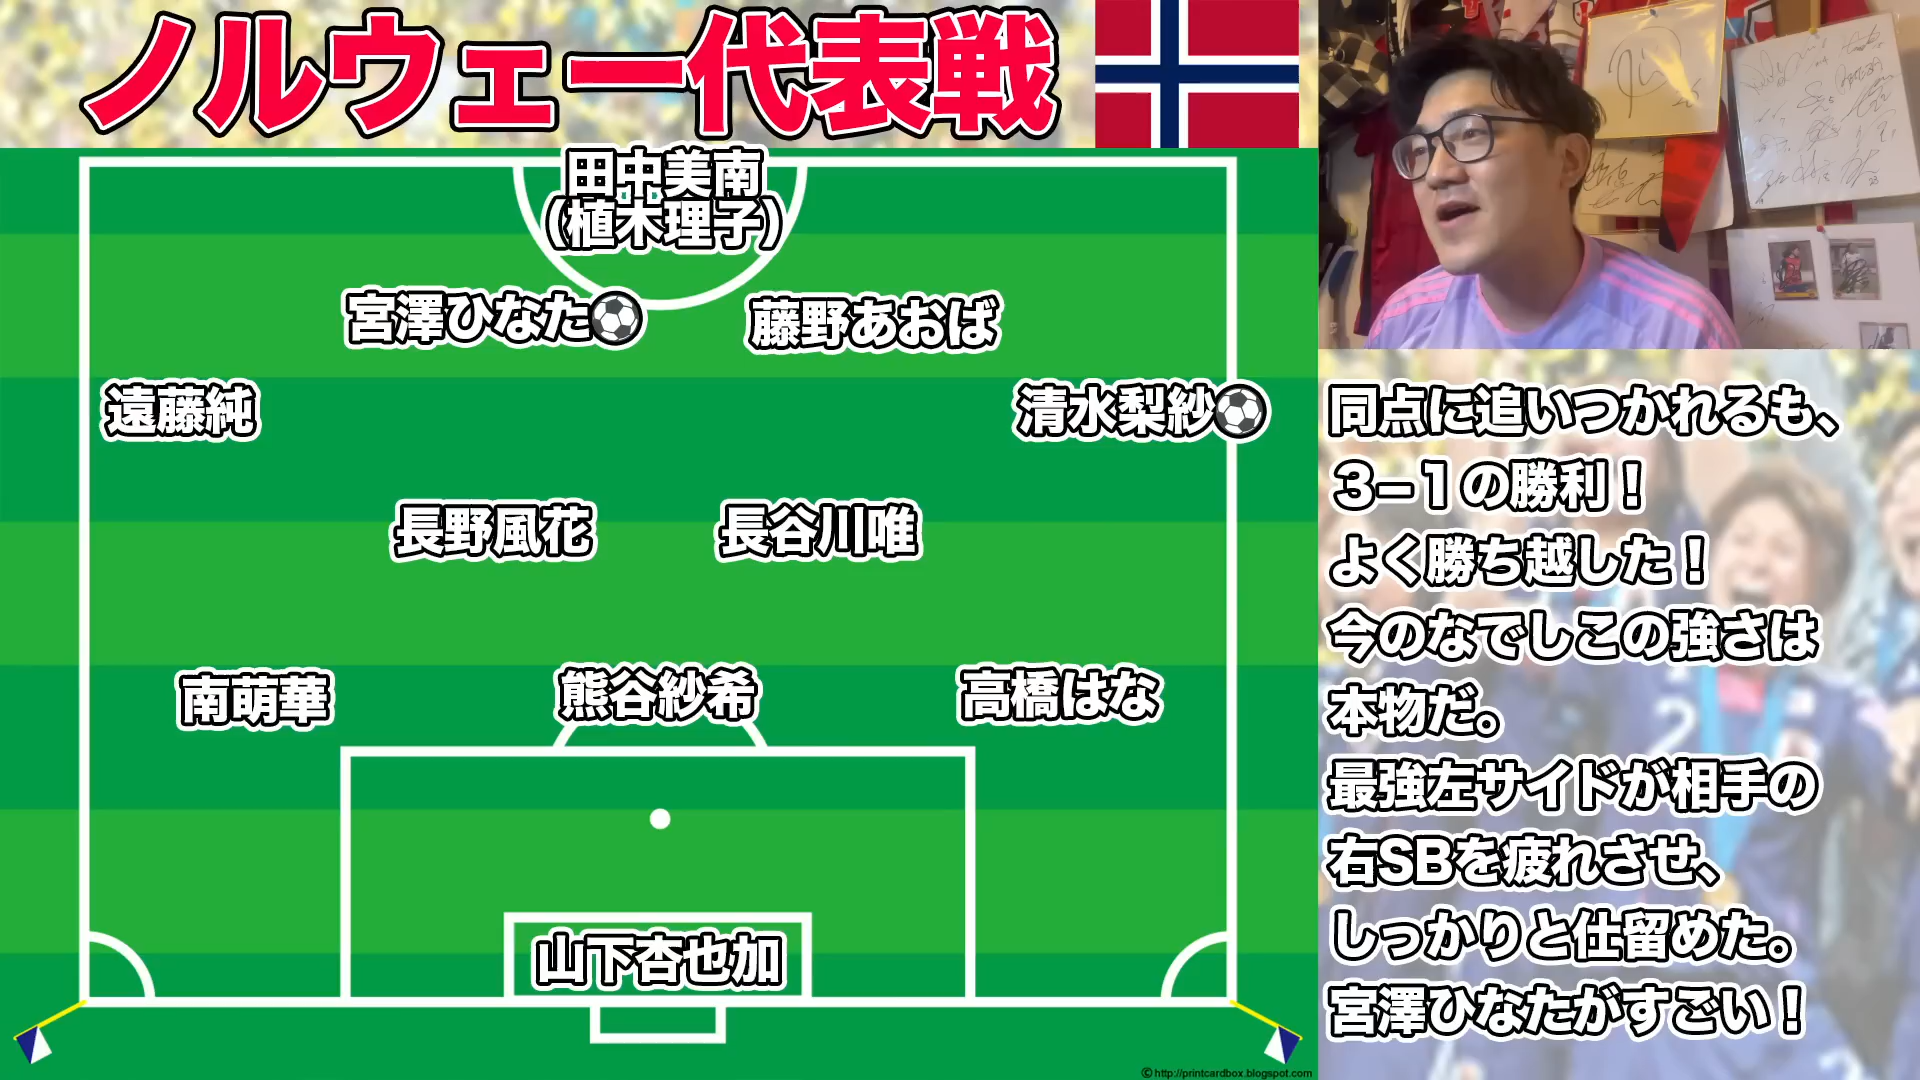 ノルウェー代表戦
田中美南
(植木理子)
宮澤ひなた
藤野あおば
遠藤純
清水梨紗
長野風花
長谷川唯
南萌華
熊谷紗希
高橋はな
山下杏也加
同点に追いつかれるも、
3−1の勝利！
よく勝ち越した！
今のなでしこの強さは
本物だ。
最強左サイドが相手の
右SBを疲れさせ、
しっかりと仕留めた。
宮澤ひなたがすごい！
2
©http://printcardbox.blogspot.com